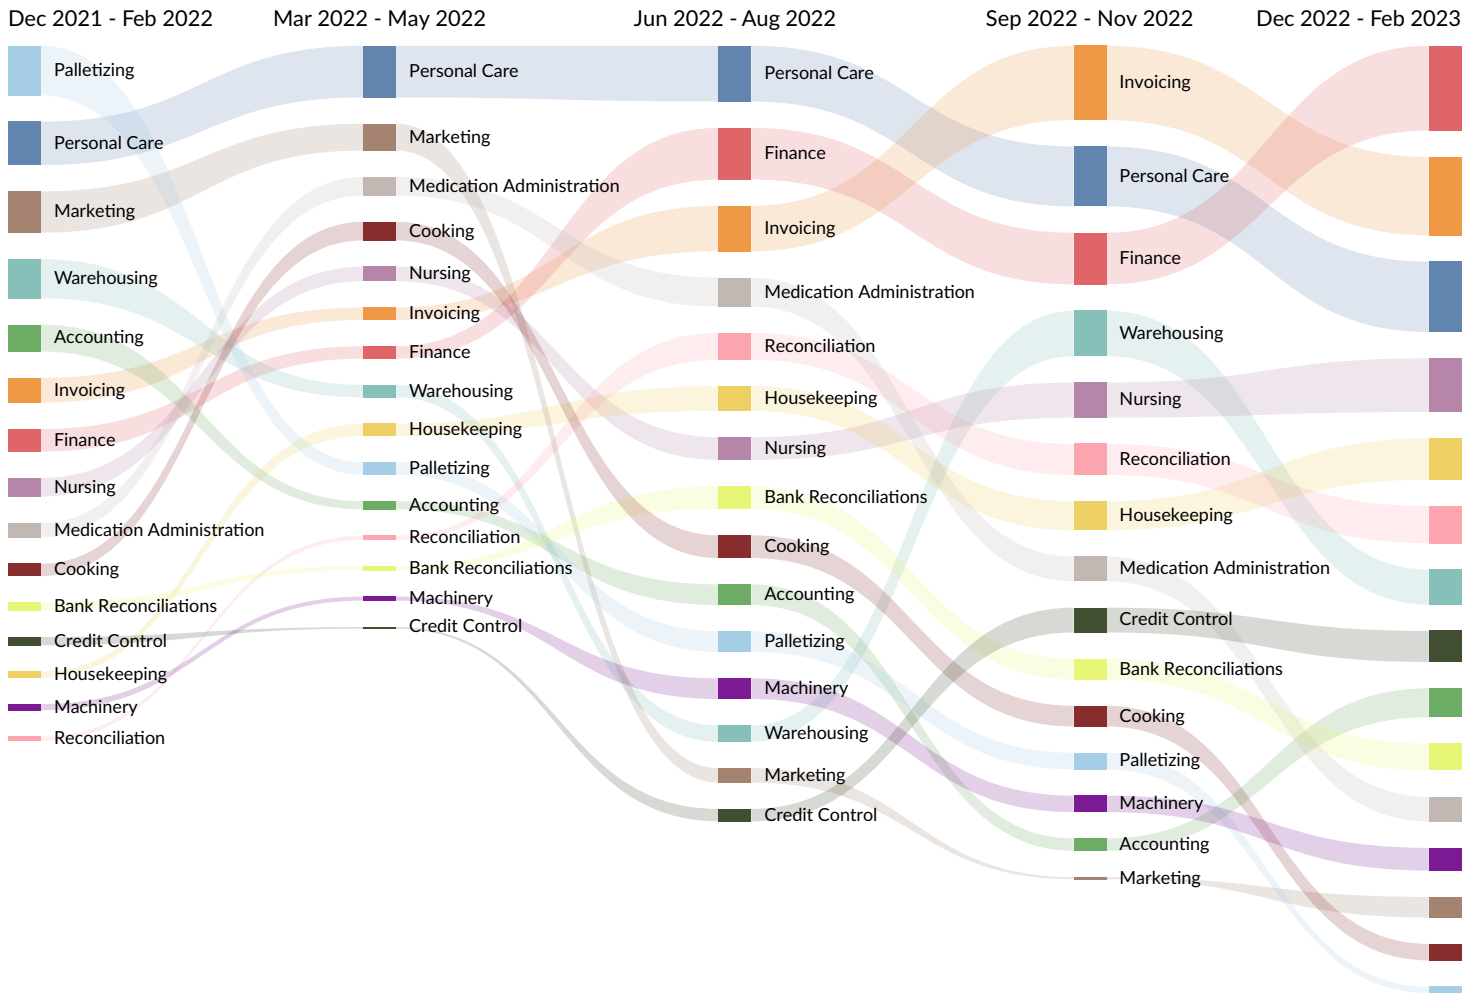 Dec 2021 - Feb 2022
Mar 2022 - May 2022
Jun 2022 - Aug 2022
Sep 2022 - Nov 2022
Dec 2022 - Feb 2023
Palletizing
Personal Care
Marketing
Warehousing
Accounting
Invoicing
Finance
Nursing
Medication Administration
Cooking
Bank Reconciliations
Credit Control
Housekeeping
Machinery
Reconciliation
Personal Care
Marketing
Medication Administration
Cooking
Nursing
Invoicing
Finance
Warehousing
Housekeeping
Palletizing
Accounting
Reconciliation
Bank Reconciliations
Machinery
Credit Control
Personal Care
Finance
Invoicing
Medication Administration
Reconciliation
Housekeeping
Nursing
Bank Reconciliations
Cooking
Accounting
Palletizing
Machinery
Warehousing
Marketing
Credit Control
Invoicing
Personal Care
Finance
Warehousing
Nursing
Reconciliation
Housekeeping
Medication Administration
Credit Control
Bank Reconciliations
Cooking
Palletizing
Machinery
Accounting
Marketing